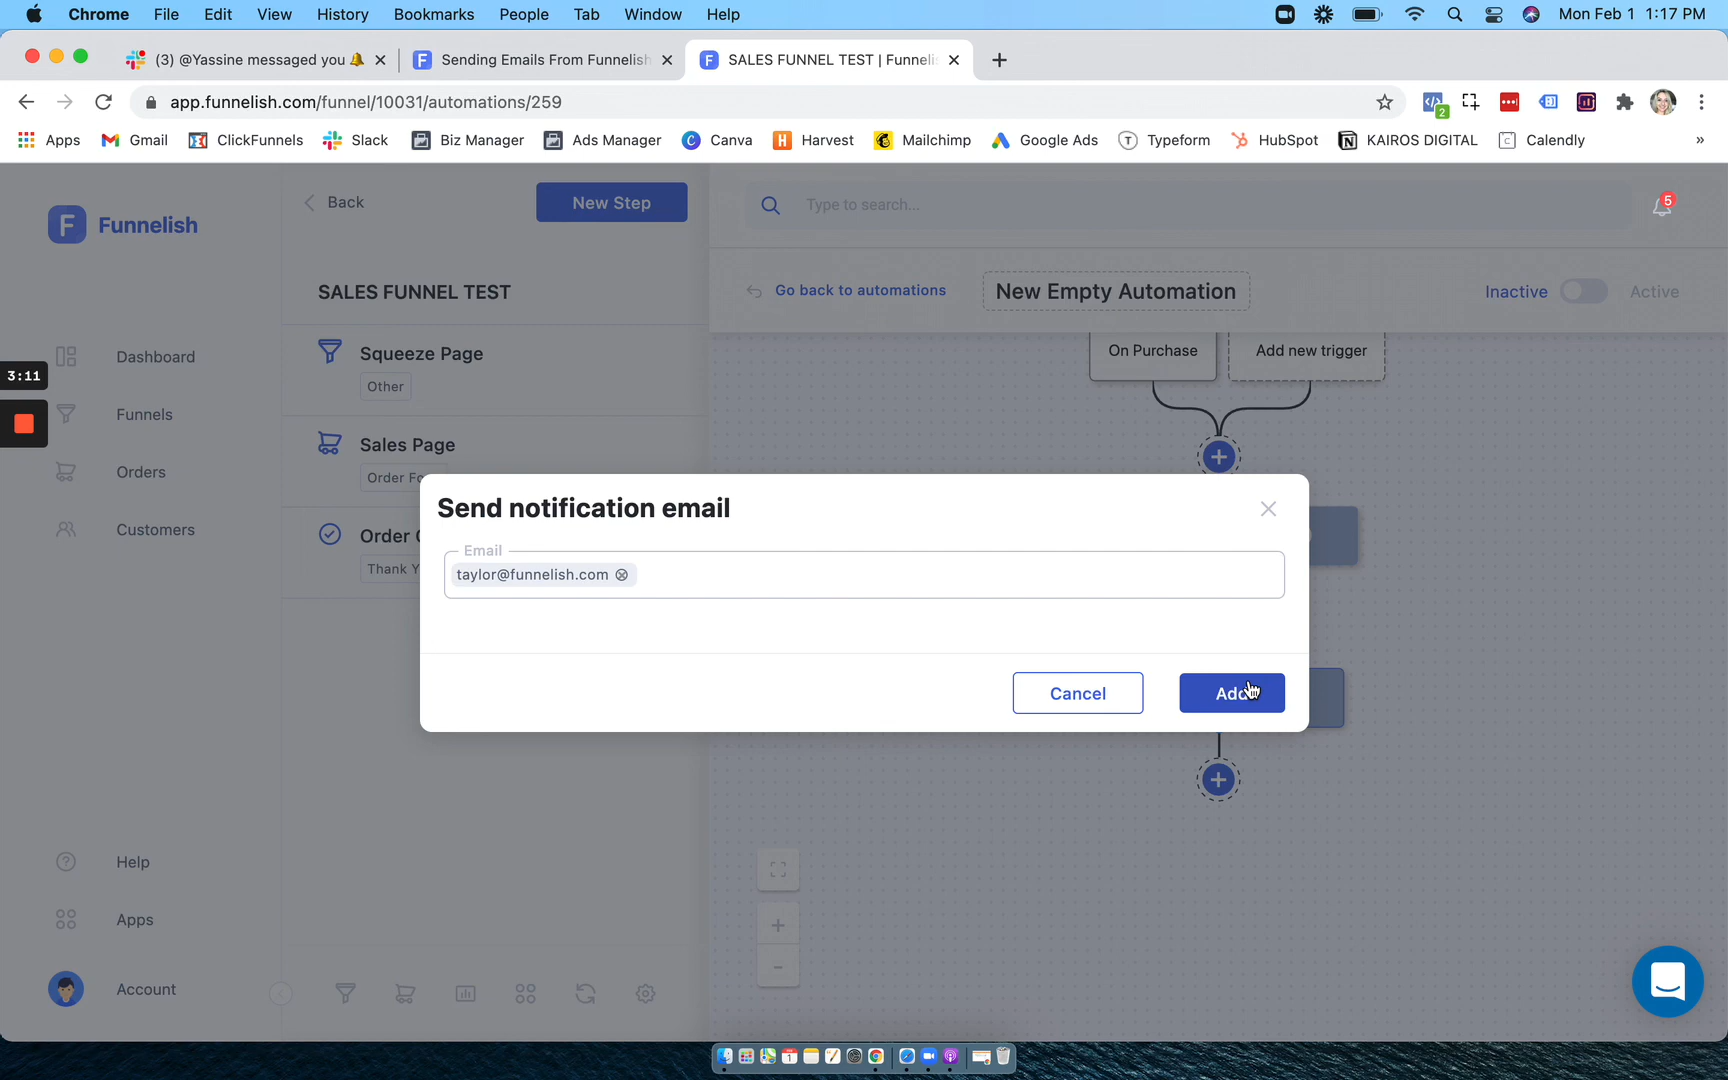 Chrome File Edit View History Bookmarks People Tab Window Help Mon Feb 1 1:17 PM
(3) @Yassine messaged you Sending Emails From Funnelish SALES FUNNEL TEST | Funnelis
app.funnelish.com/funnel/10031/automations/259
2
Apps Gmail ClickFunnels Slack Biz Manager Ads Manager Canva Harvest Mailchimp Google Ads Typeform HubSpot KAIROS DIGITAL Calendly »
Funnelish
Back
New Step
Type to search...
5
SALES FUNNEL TEST
Go back to automations
New Empty Automation
Inactive Active
Dashboard
Squeeze Page
Other
On Purchase
Add new trigger
3:11
Funnels
Sales Page
Orders
Order Fo
Customers
Order
Thank Y
Send notification email
Email
taylor@funnelish.com
Cancel
Add
Help
Apps
Account